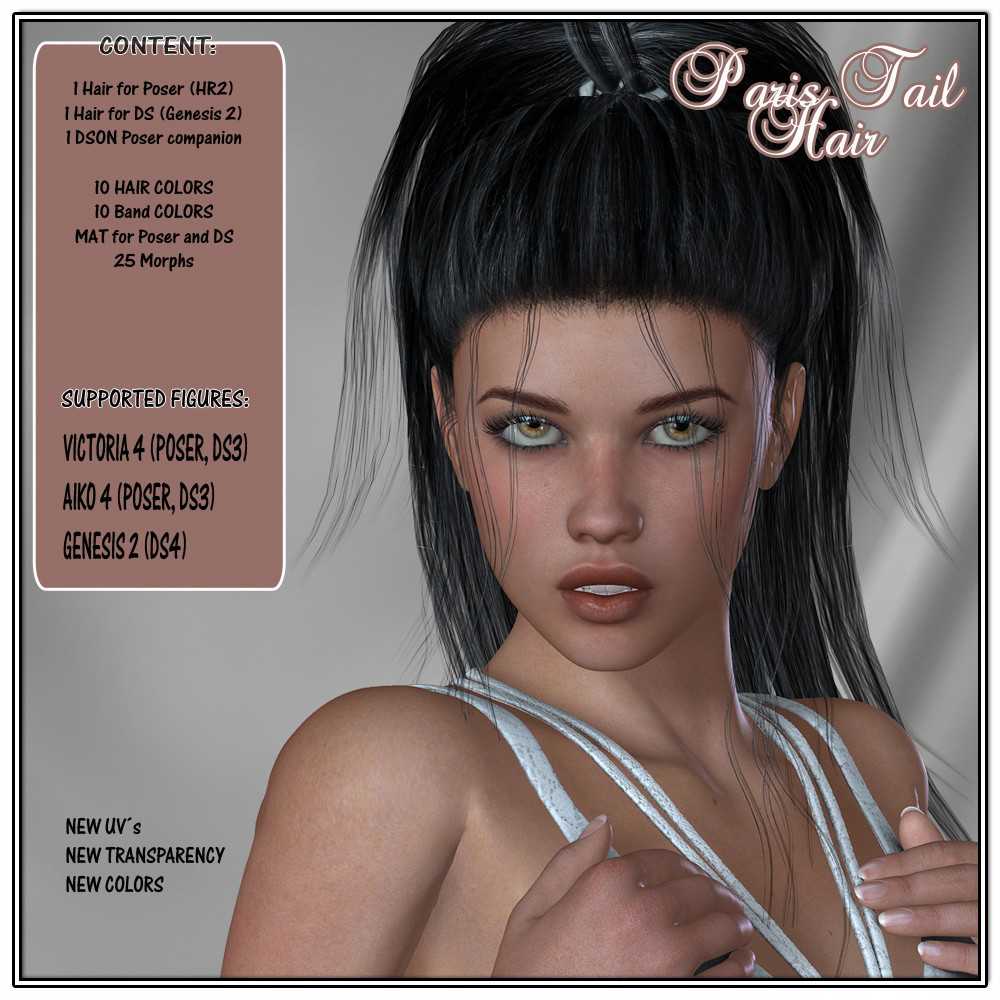 CONTENT:
1 Hair for Poser (HR2)
1 Hair for DS (Genesis 2)
1 DSON Poser companion
10 HAIR COLORS
10 Band COLORS
MAT for Poser and DS
25 Morphs
SUPPORTED FIGURES:
VICTORIA 4 (POSER, DS3)
AIKO 4 (POSER, DS3)
GENESIS 2 (DS4)
NEW UV´s
NEW TRANSPARENCY
NEW COLORS
Paris Tail
Hair